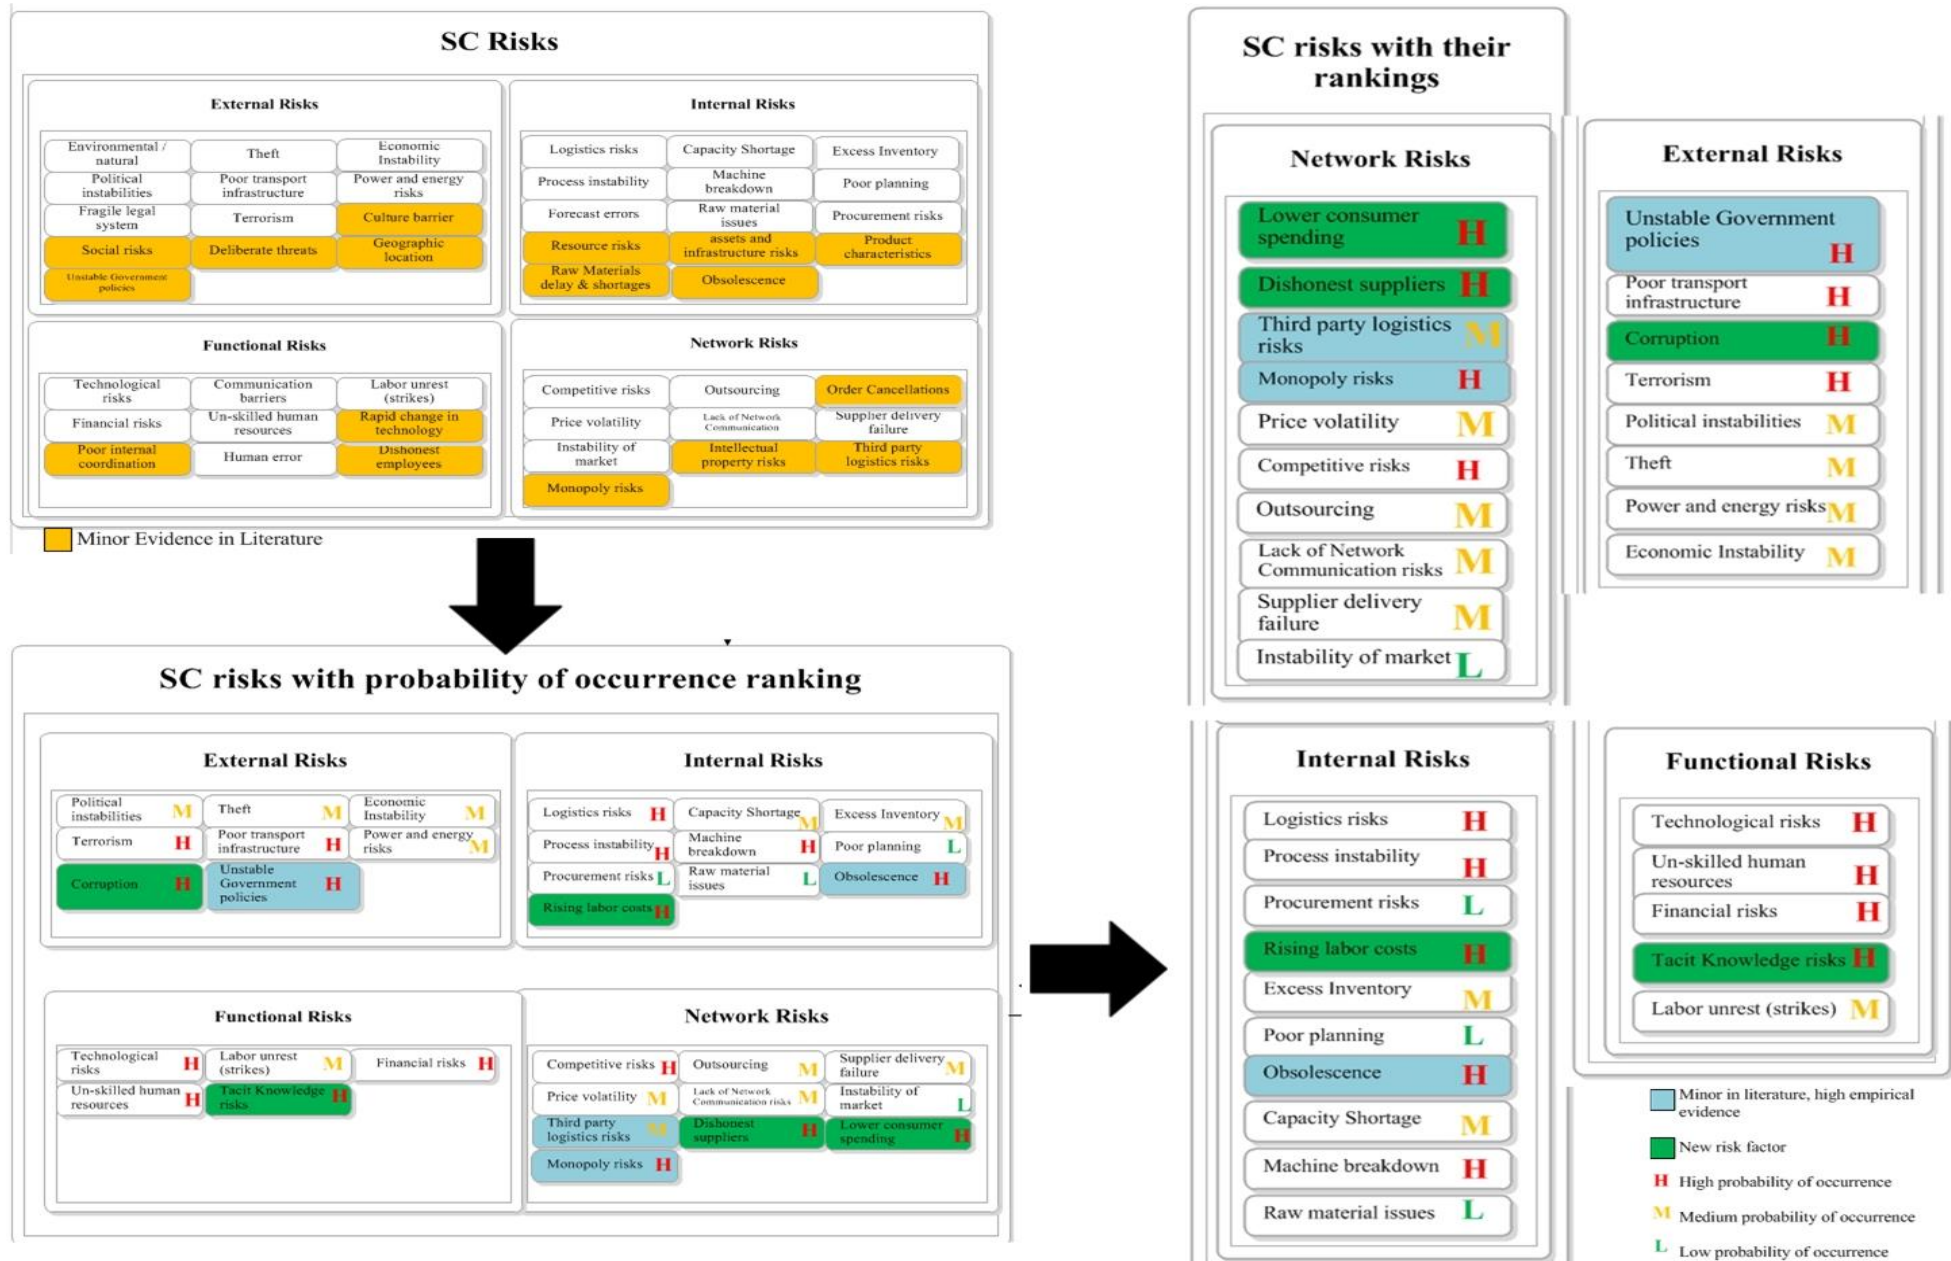 SC Risks
External Risks
Environmental /
natural
Theft
Economic
Instability
Political
instabilities
Poor transport
infrastructure
Power and energy
risks
Fragile legal
system
Terrorism
Culture barrier
Social risks
Deliberate threats
Geographic
location
Unstable Government
policies
Internal Risks
Logistics risks
Capacity Shortage
Excess Inventory
Process instability
Machine
breakdown
Poor planning
Forecast errors
Raw material
issues
Procurement risks
Resource risks
assets and
infrastructure risks
Product
characteristics
Raw Materials
delay & shortages
Obsolescence
Functional Risks
Technological
risks
Communication
barriers
Labor unrest
(strikes)
Financial risks
Un-skilled human
resources
Rapid change in
technology
Poor internal
coordination
Human error
Dishonest
employees
Network Risks
Competitive risks
Outsourcing
Order Cancellations
Price volatility
Lack of Network
Communication
Supplier delivery
failure
Instability of
market
Intellectual
property risks
Third party
logistics risks
Monopoly risks
Minor Evidence in Literature
SC risks with probability of occurrence ranking
External Risks
Political
instabilities M
Theft M
Economic
Instability M
Terrorism H
Poor transport
infrastructure H
Power and energy
risks M
Corruption H
Unstable
Government H
policies
Internal Risks
Logistics risks H
Capacity Shortage M
Excess Inventory M
Process instability H
Machine
breakdown H
Poor planning L
Procurement risks L
Raw material
issues L
Obsolescence H
Rising labor costs H
Functional Risks
Technological
risks H
Labor unrest
(strikes) M
Financial risks H
Un-skilled human
resources H
Tacit Knowledge
risks H
Network Risks
Competitive risks H
Outsourcing M
Supplier delivery
failure M
Price volatility M
Lack of Network
Communication risks M
Instability of
market L
Third party
logistics risks M
Dishonest
suppliers H
Lower consumer
spending H
Monopoly risks H
SC risks with their
rankings
Network Risks
Lower consumer
spending H
Dishonest suppliers H
Third party logistics
risks M
Monopoly risks H
Price volatility M
Competitive risks H
Outsourcing M
Lack of Network
Communication risks M
Supplier delivery
failure M
Instability of market L
External Risks
Unstable Government
policies
H
Poor transport
infrastructure H
Corruption H
Terrorism H
Political instabilities M
Theft M
Power and energy risks M
Economic Instability M
Internal Risks
Logistics risks H
Process instability H
Procurement risks L
Rising labor costs H
Excess Inventory M
Poor planning L
Obsolescence H
Capacity Shortage M
Machine breakdown H
Raw material issues L
Functional Risks
Technological risks H
Un-skilled human
resources H
Financial risks H
Tacit Knowledge risks H
Labor unrest (strikes) M
Minor in literature, high empirical
evidence
New risk factor
H High probability of occurrence
M Medium probability of occurrence
L Low probability of occurrence